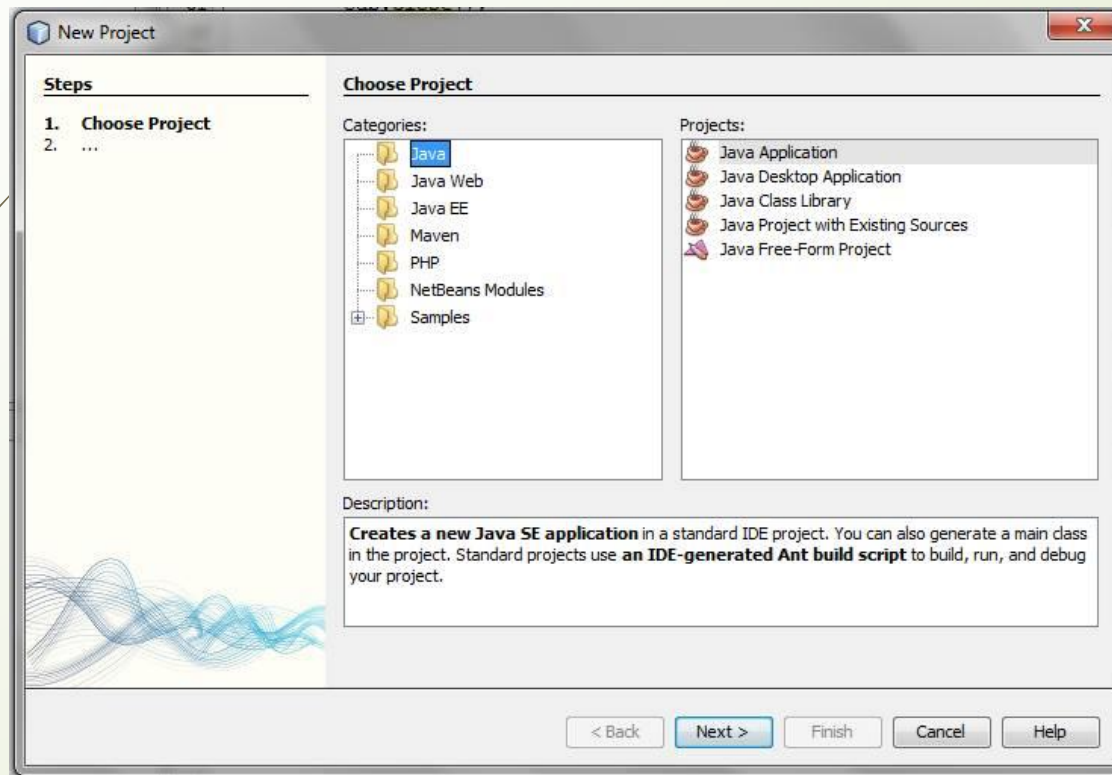 New Project
Steps
1. Choose Project
2. ...
Choose Project
Categories:
Java
Java Web
Java EE
Maven
PHP
NetBeans Modules
Samples
Projects:
Java Application
Java Desktop Application
Java Class Library
Java Project with Existing Sources
Java Free-Form Project
Description:
Creates a new Java SE application in a standard IDE project. You can also generate a main class
in the project. Standard projects use an IDE-generated Ant build script to build, run, and debug
your project.
< Back
Next >
Finish
Cancel
Help